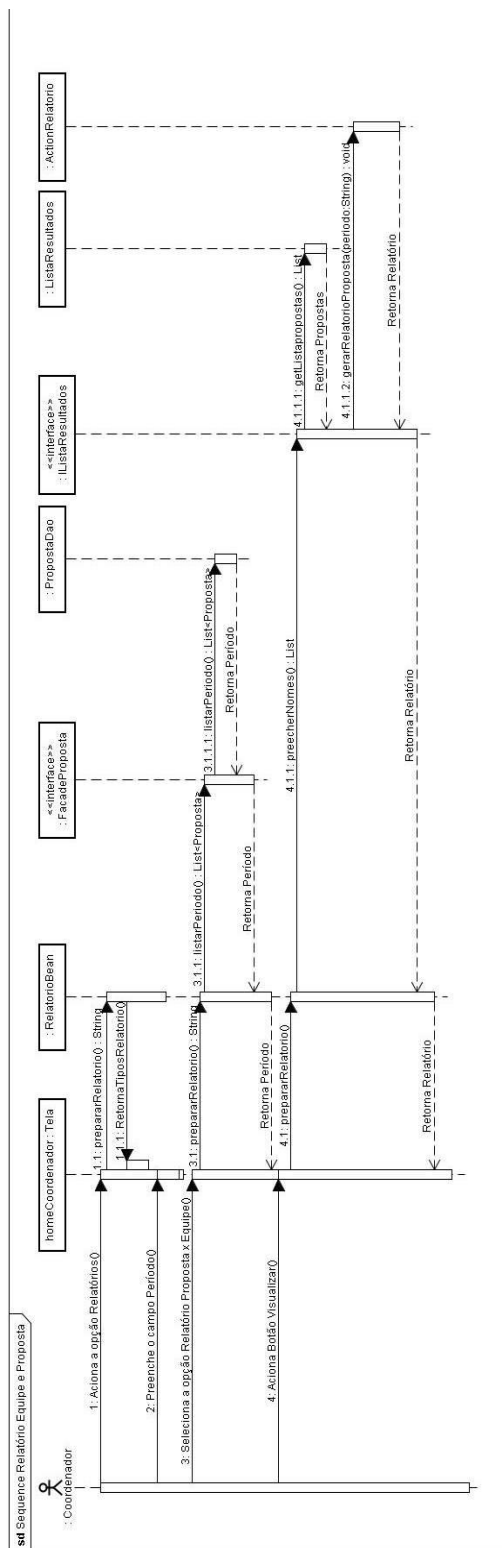 sd Sequence Relatório Equipe e Proposta
: Coordenador
homeCoordenador : Tela
: RelatorioBean
<<interface>>
: FacadeProposta
: PropostaDao
<<interface>>
: IListaResultados
: ListaResultados
: ActionRelatorio
1: Aciona a opção Relatórios()
1.1: prepararRelatorio() : String
1.1.1: RetornaTiposRelatorio()
2: Preenche o campo Período()
3: Seleciona a opção Relatório Proposta x Equipe()
3.1: prepararRelatorio() : String
3.1.1: listarPeriodo() : List<Proposta>
3.1.1.1: listarPeriodo() : List<Proposta>
Retorna Período
Retorna Período
Retorna Período
4: Aciona Botão Visualizar()
4.1: prepararRelatorio()
4.1.1: preecherNomes() : List
4.1.1.1: getListapropostas() : List
Retorna Propostas
4.1.1.2: gerarRelatorioProposta(periodo:String) : void
Retorna Relatório
Retorna Relatório
Retorna Relatório